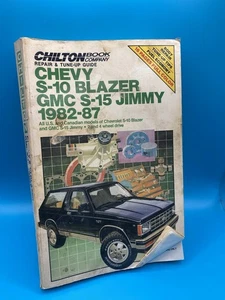 CHILTON BOOK COMPANY
REPAIR & TUNE-UP GUIDE
CHEVY
S-10 BLAZER
GMC S-15 JIMMY
1982-87
All U.S. and Canadian models of Chevrolet S-10 Blazer
and GMC S-15 Jimmy • 2 and 4 wheel drive